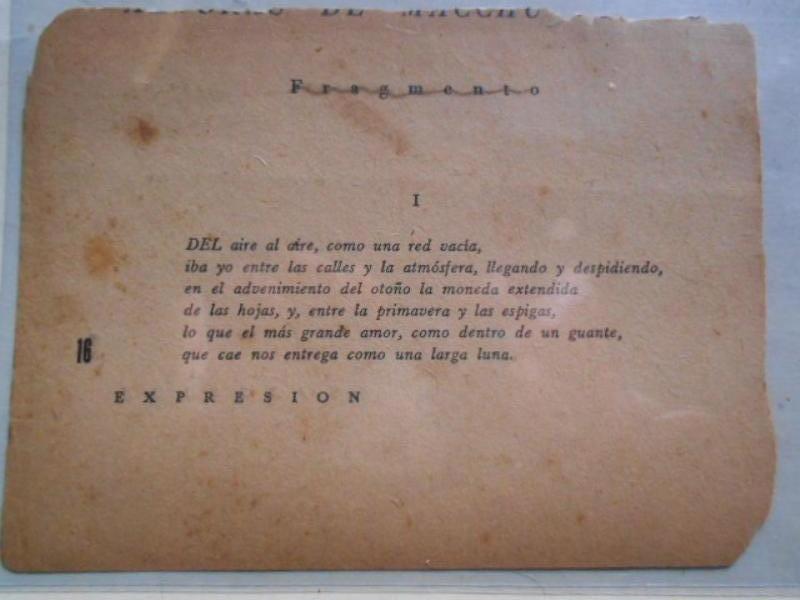 DE MACCHU
Fragmento
I
DEL aire al aire, como una red vacía,
iba yo entre las calles y la atmósfera, llegando y despidiendo,
en el advenimiento del otoño la moneda extendida
de las hojas, y, entre la primavera y las espigas,
lo que el más grande amor, como dentro de un guante,
que cae nos entrega como una larga luna.
16
EXPRESION